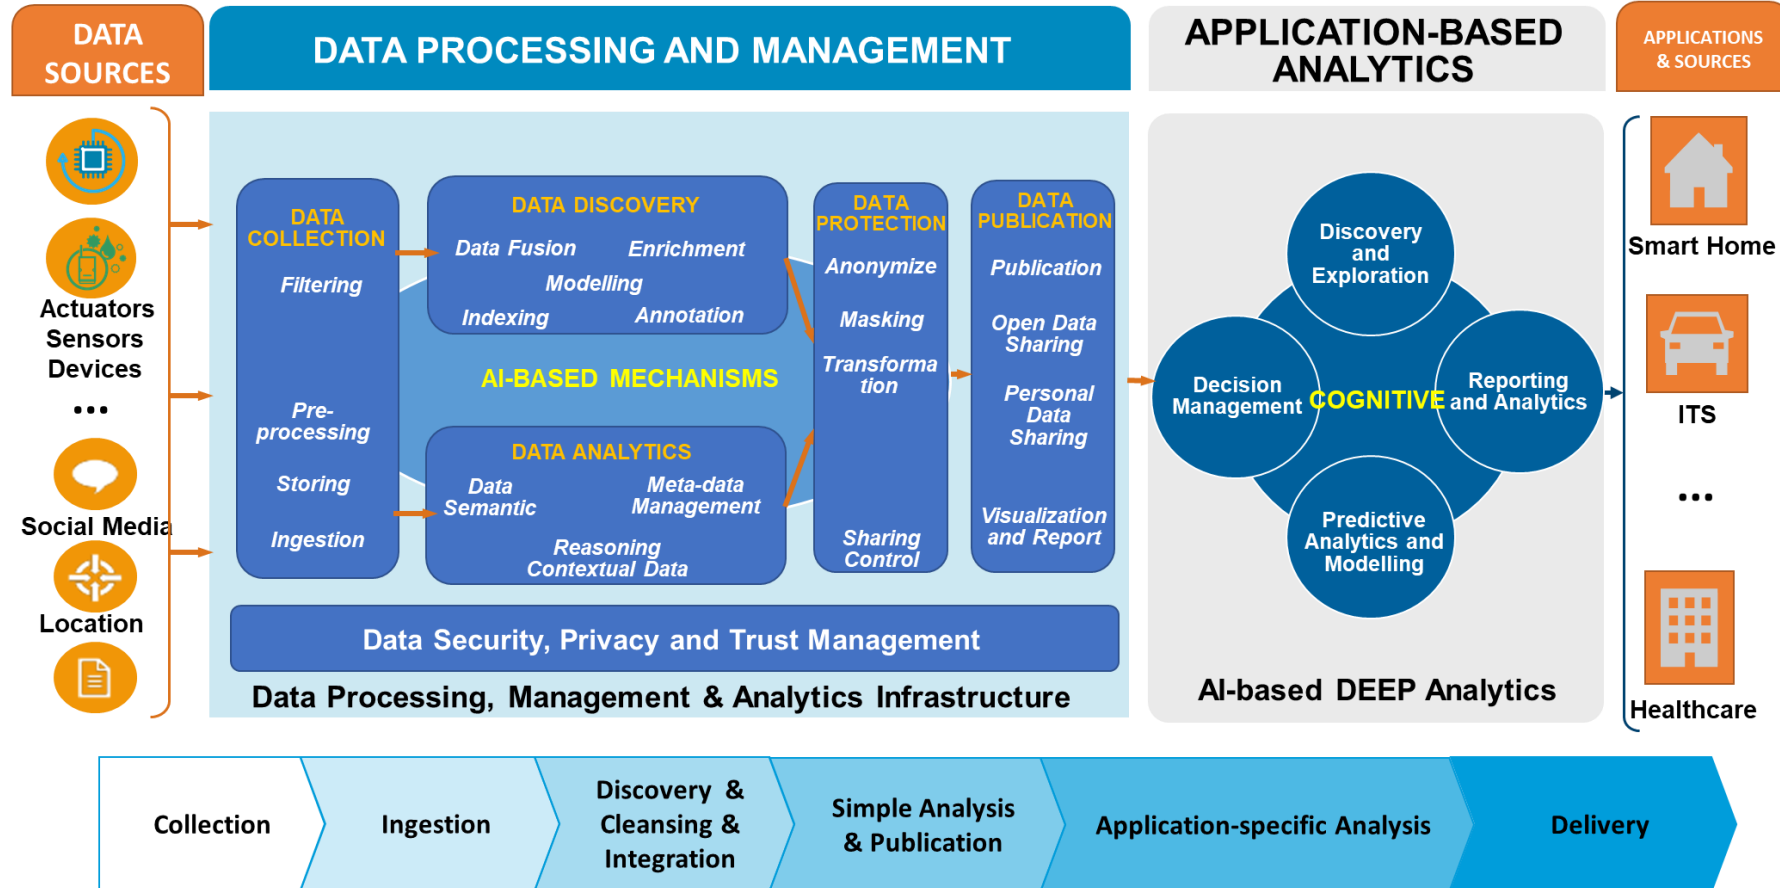 DATA
SOURCES
DATA PROCESSING AND MANAGEMENT
APPLICATION-BASED
ANALYTICS
APPLICATIONS
& SOURCES
Actuators
Sensors
Devices
...
Social Media
Location
DATA
COLLECTION
Filtering
Pre-
processing
Storing
Ingestion
DATA DISCOVERY
Data Fusion
Enrichment
Modelling
Indexing
Annotation
AI-BASED MECHANISMS
DATA ANALYTICS
Data
Semantic
Meta-data
Management
Reasoning
Contextual Data
DATA
PROTECTION
Anonymize
Masking
Transforma
tion
Sharing
Control
DATA
PUBLICATION
Publication
Open Data
Sharing
Personal
Data
Sharing
Visualization
and Report
Data Security, Privacy and Trust Management
Data Processing, Management & Analytics Infrastructure
Discovery
and
Exploration
Decision
Management
COGNITIVE
Reporting
and Analytics
Predictive
Analytics and
Modelling
AI-based DEEP Analytics
Smart Home
ITS
...
Healthcare
Collection
Ingestion
Discovery &
Cleansing &
Integration
Simple Analysis
& Publication
Application-specific Analysis
Delivery